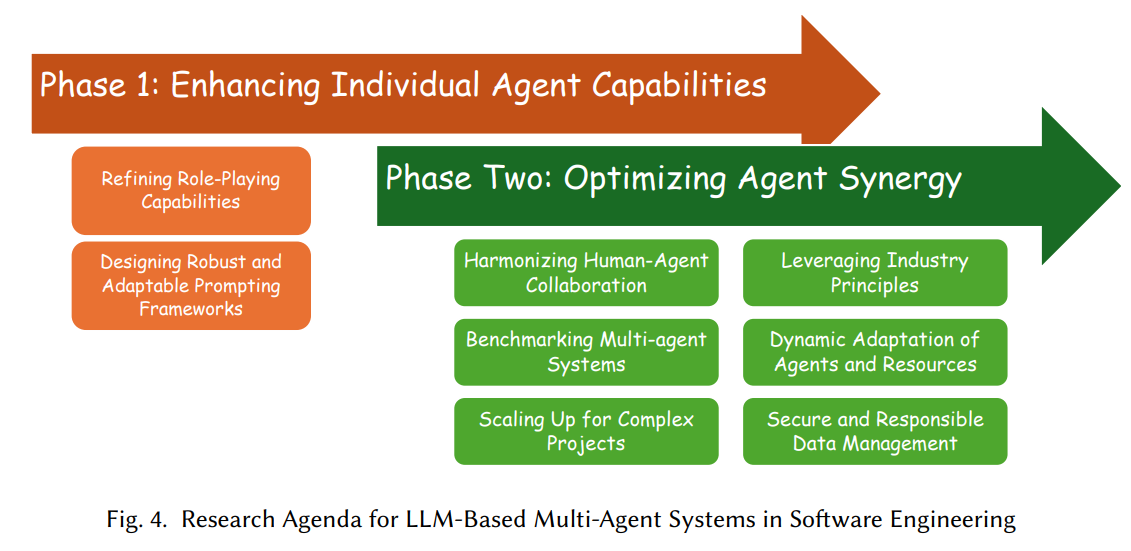 Phase 1: Enhancing Individual Agent Capabilities
Refining Role-Playing
Capabilities
Designing Robust and
Adaptable Prompting
Frameworks
Phase Two: Optimizing Agent Synergy
Harmonizing Human-Agent
Collaboration
Leveraging Industry
Principles
Benchmarking Multi-agent
Systems
Dynamic Adaptation of
Agents and Resources
Scaling Up for Complex
Projects
Secure and Responsible
Data Management
Fig. 4. Research Agenda for LLM-Based Multi-Agent Systems in Software Engineering